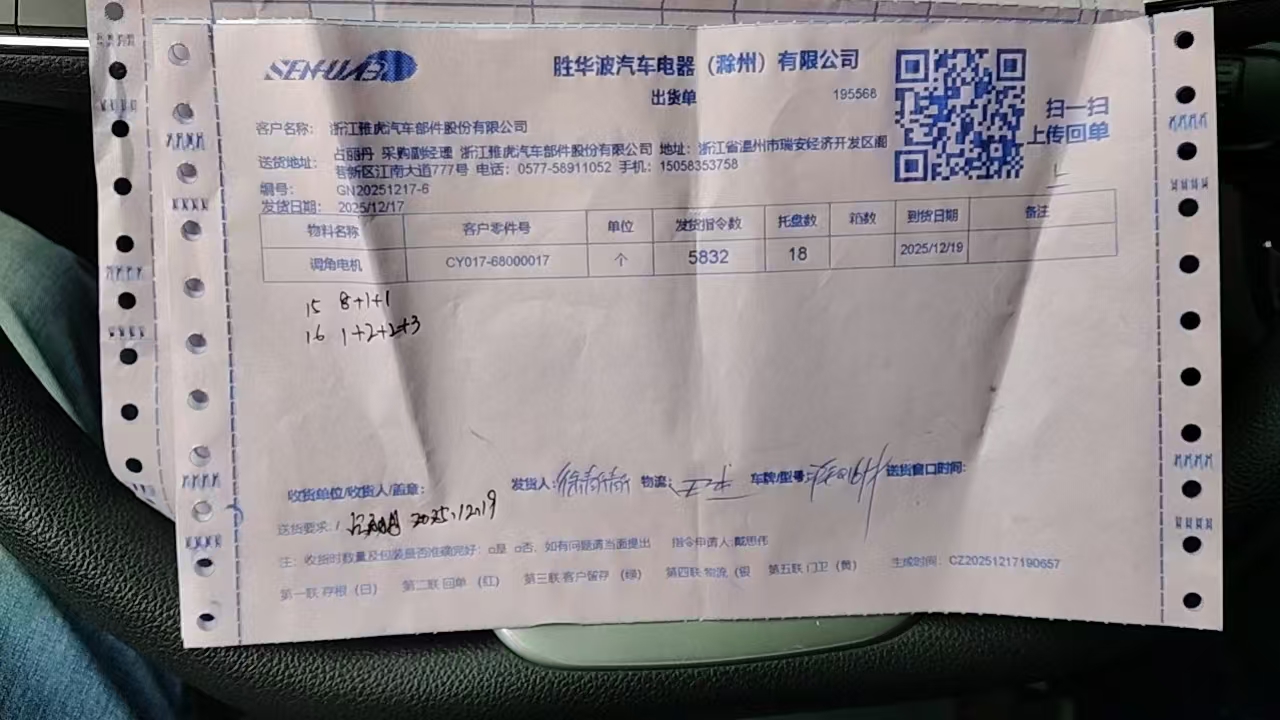 SENHUAB
胜华波汽车电器（滁州）有限公司
出货单
195568
扫一扫
上传回单
客户名称： 浙江雅虎汽车部件股份有限公司
送货地址： 占丽丹 采购副经理 浙江雅虎汽车部件股份有限公司 地址：浙江省温州市瑞安经济开发区阁
巷新区江南大道777号 电话：0577-58911052 手机：15058353758
编号： GN20251217-6
发货日期： 2025/12/17
物料名称 客户零件号 单位 发货指令数 托盘数 箱数 到货日期 备注
调角电机 CY017-68000017 个 5832 18 2025/12/19
15 8+1+1
16 1+2+2+3
收货单位/收货人/盖章： 发货人： 物流： 车牌/型号： 送货窗口时间：
送货要求：/ 2025.12.19
注： 收货时数量及包装是否准确完好：o是 o否，如有问题请当面提出 指令申请人：戴思伟
第一联 存根（日） 第二联 回单（红） 第三联 客户留存（绿） 第四联 物流（银 第五联 门卫（黄） 生成时间： CZ20251217190657